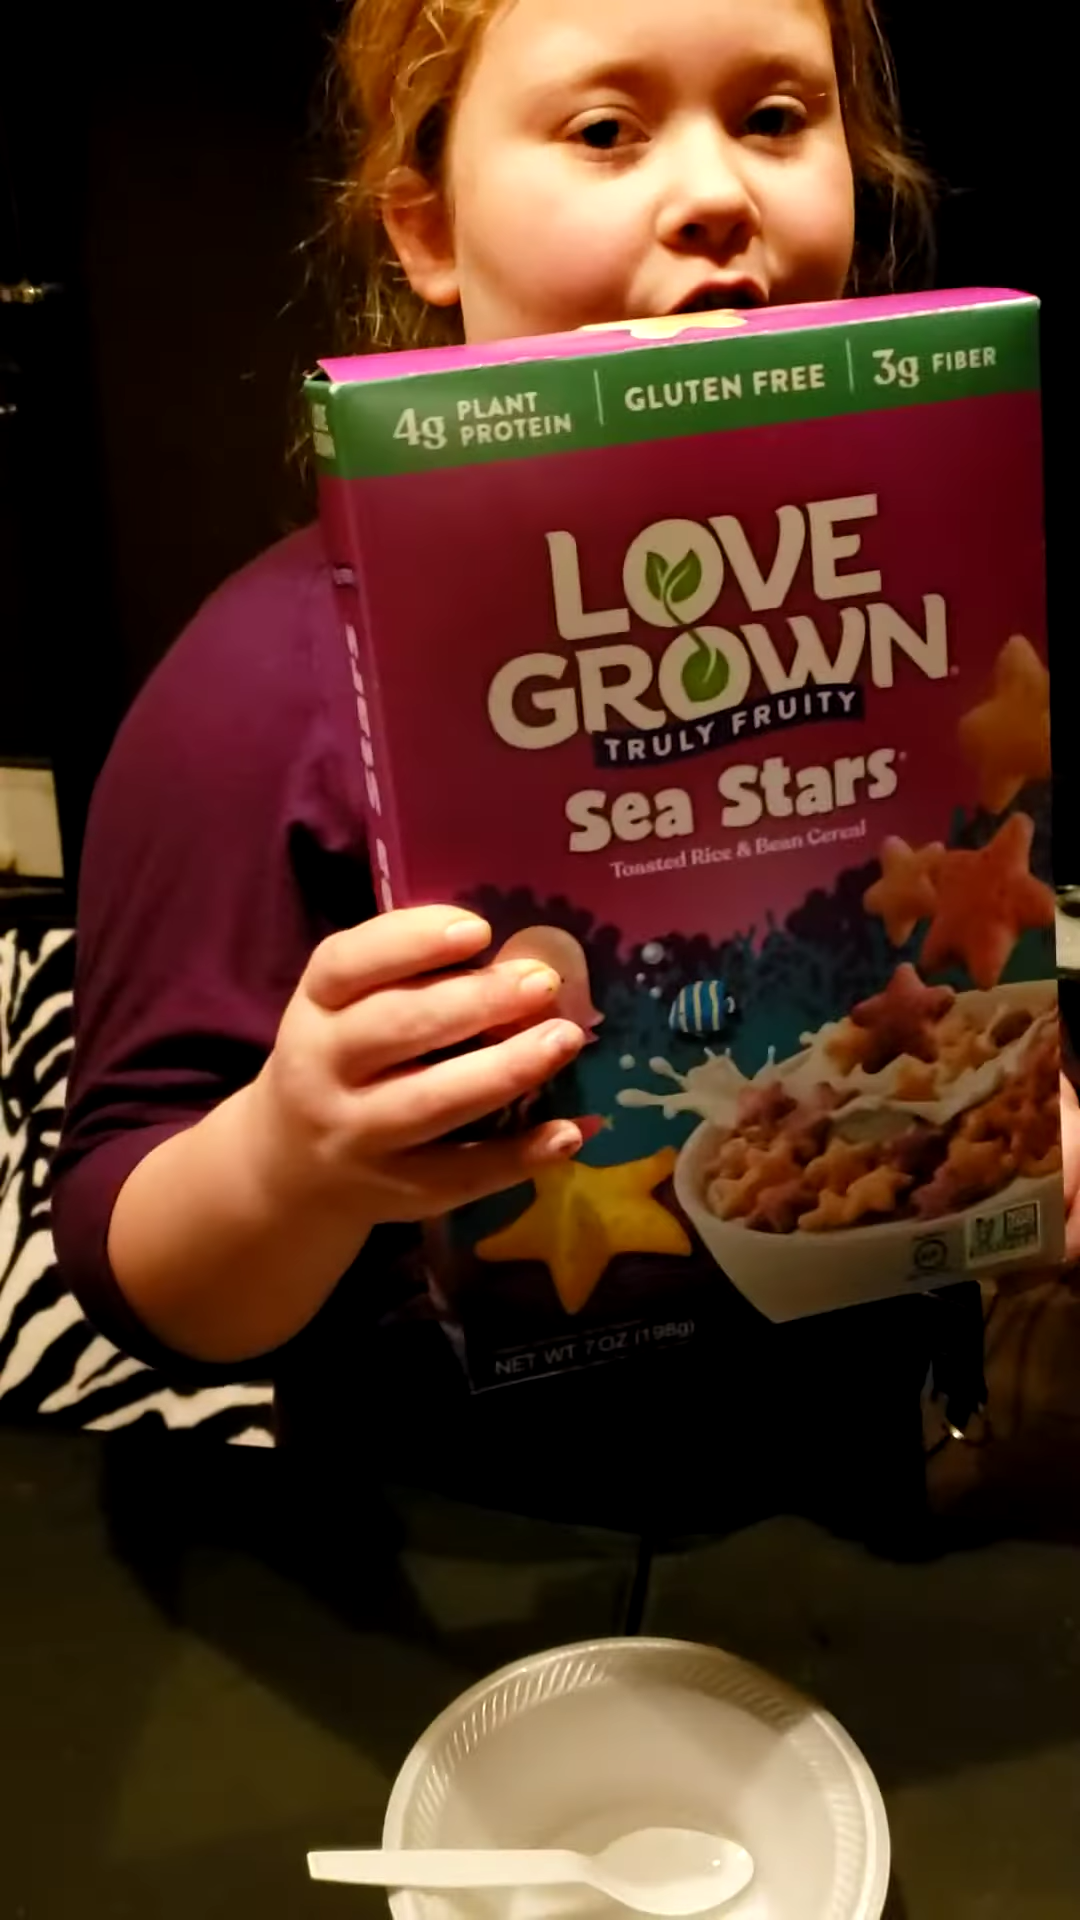 4g PLANT PROTEIN
GLUTEN FREE
3g FIBER
LOVE
GROWN
TRULY FRUITY
Sea Stars
Toasted Rice & Bean Cereal
NET WT 7 OZ (198g)